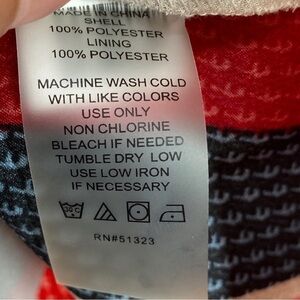 MADE IN CHINA
SHELL
100% POLYESTER
LINING
100% POLYESTER
MACHINE WASH COLD
WITH LIKE COLORS
USE ONLY
NON CHLORINE
BLEACH IF NEEDED
TUMBLE DRY LOW
USE LOW IRON
IF NECESSARY
RN#51323